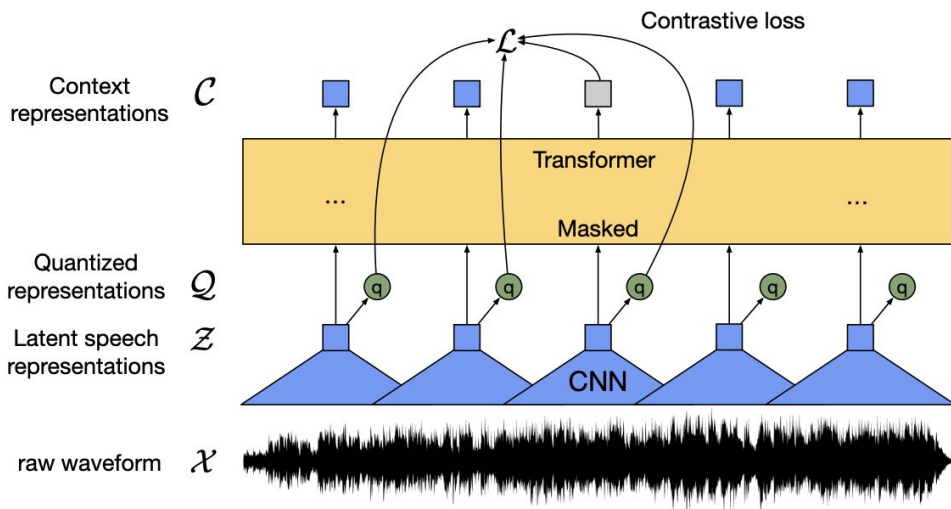 Contrastive loss
ℒ
Context
representations 𝒞
Transformer
... ...
Masked
Quantized
representations 𝒬
q q q q q
Latent speech
representations 𝒵
CNN
raw waveform 𝒳